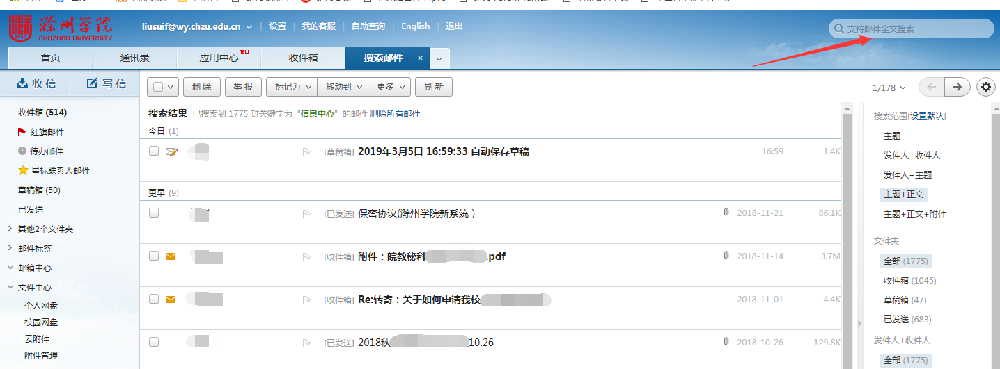 滁州学院
CHUZHOU UNIVERSITY
liusuif@wy.chzu.edu.cn | 设置 | 我的客服 | 自助查询 | English | 退出
支持邮件全文搜索
首页 通讯录 应用中心 NEW 收件箱 搜索邮件 ×
收信 写信
删 除 举 报 标记为 移动到 更多 刷 新 1/178
收件箱 (514)
红旗邮件
待办邮件
星标联系人邮件
草稿箱 (50)
已发送
其他2个文件夹
邮件标签
邮箱中心
文件中心
个人网盘
校园网盘
云附件
附件管理
搜索结果 已搜索到 1775 封关键字为“信息中心”的邮件 删除所有邮件
今日 (1)
[草稿箱] 2019年3月5日 16:59:33 自动保存草稿 16:59 1.4K
更早 (9)
[已发送] 保密协议(滁州学院新系统 ) 2018-11-21 86.1K
[收件箱] 附件：皖教秘科 .pdf 2018-11-14 3.7M
[收件箱] Re:转寄：关于如何申请我校 2018-11-01 4.4K
[已发送] 2018秋 10.26 2018-10-26 129.8K
搜索范围[设置默认]
主题
发件人+收件人
发件人+主题
主题+正文
主题+正文+附件
文件夹
全部 (1775)
收件箱 (1045)
草稿箱 (47)
已发送 (683)
发件人+收件人
全部 (1775)